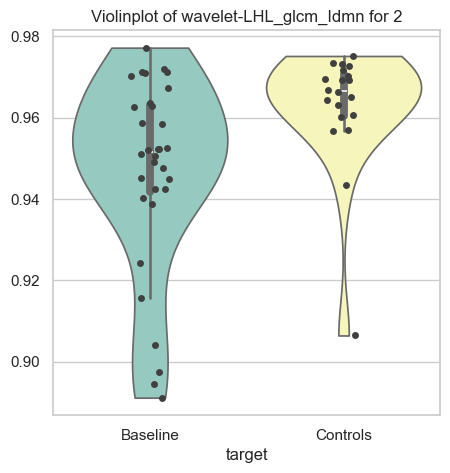 Violinplot of wavelet-LHL_glcm_Idmn for 2
0.98
0.96
0.94
0.92
0.90
Baseline
Controls
target